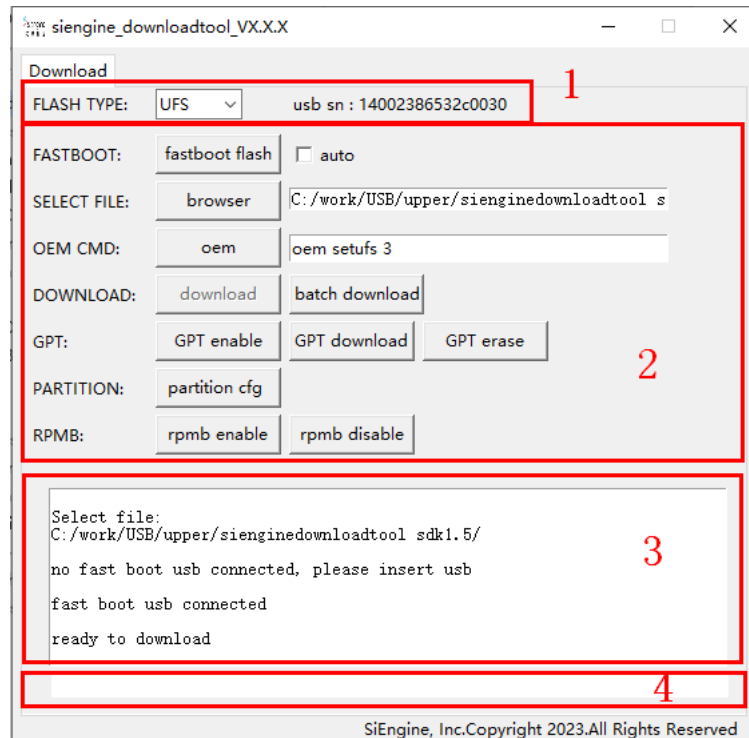 siengine_downloadtool_VX.X.X
Download
FLASH TYPE: UFS usb sn : 14002386532c0030 1
FASTBOOT: fastboot flash auto
SELECT FILE: browser C:/work/USB/upper/sienginedownloadtool s
OEM CMD: oem oem setufs 3
DOWNLOAD: download batch download
GPT: GPT enable GPT download GPT erase
2
PARTITION: partition cfg
RPMB: rpmb enable rpmb disable
Select file:
C:/work/USB/upper/sienginedownloadtool sdk1.5/
3
no fast boot usb connected, please insert usb
fast boot usb connected
ready to download
4
SiEngine, Inc.Copyright 2023.All Rights Reserved